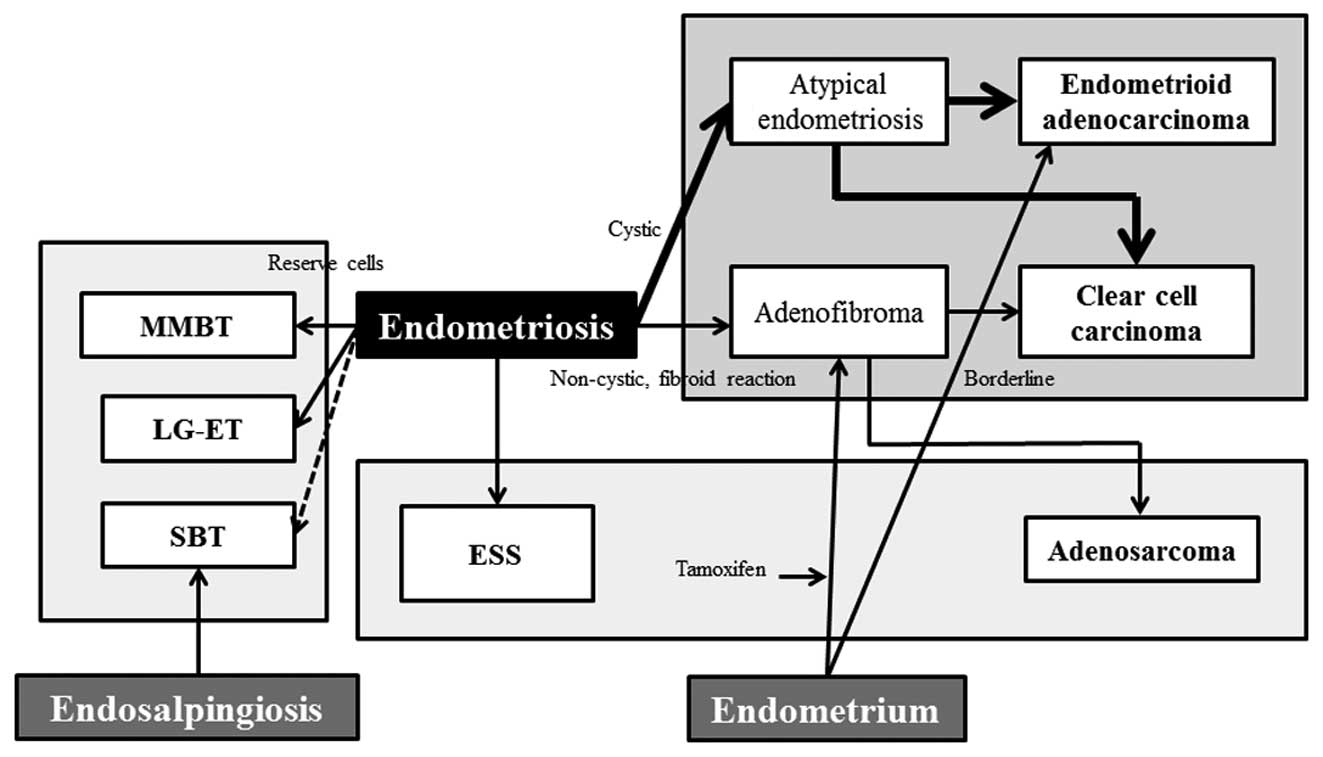 Atypical
endometriosis
Endometrioid
adenocarcinoma
Cystic
Reserve cells
MMBT
Endometriosis
Adenofibroma
Clear cell
carcinoma
Non-cystic, fibroid reaction
Borderline
LG-ET
SBT
ESS
Tamoxifen
Adenosarcoma
Endosalpingiosis
Endometrium